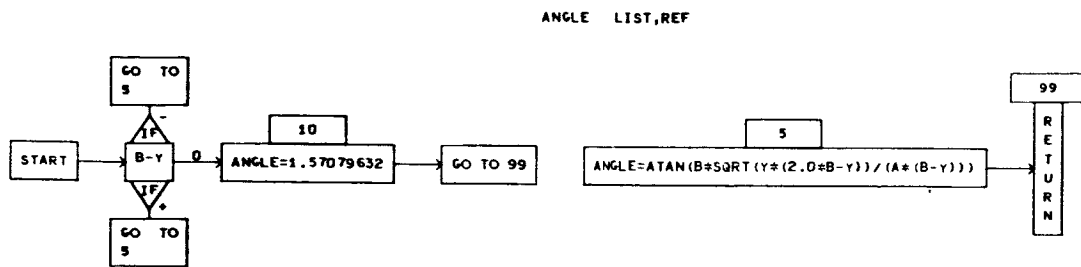 ANGLE LIST,REF
GO TO
5
-
IF
START
B-Y
0
IF
+
GO TO
5
10
ANGLE=1.57079632
GO TO 99
5
ANGLE=ATAN(B*SQRT(Y*(2.0*B-Y))/(A*(B-Y)))
99
RETURN